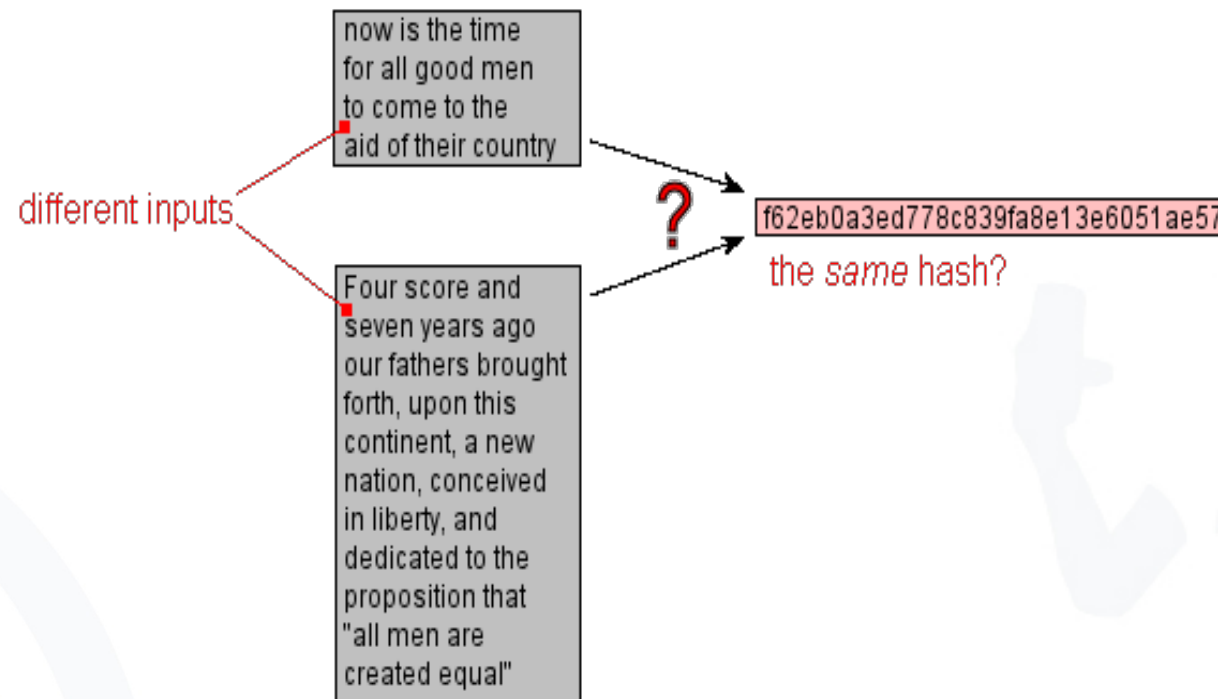 now is the time
for all good men
to come to the
aid of their country
different inputs
?
f62eb0a3ed778c839fa8e13e6051ae57
the same hash?
Four score and
seven years ago
our fathers brought
forth, upon this
continent, a new
nation, conceived
in liberty, and
dedicated to the
proposition that
"all men are
created equal"